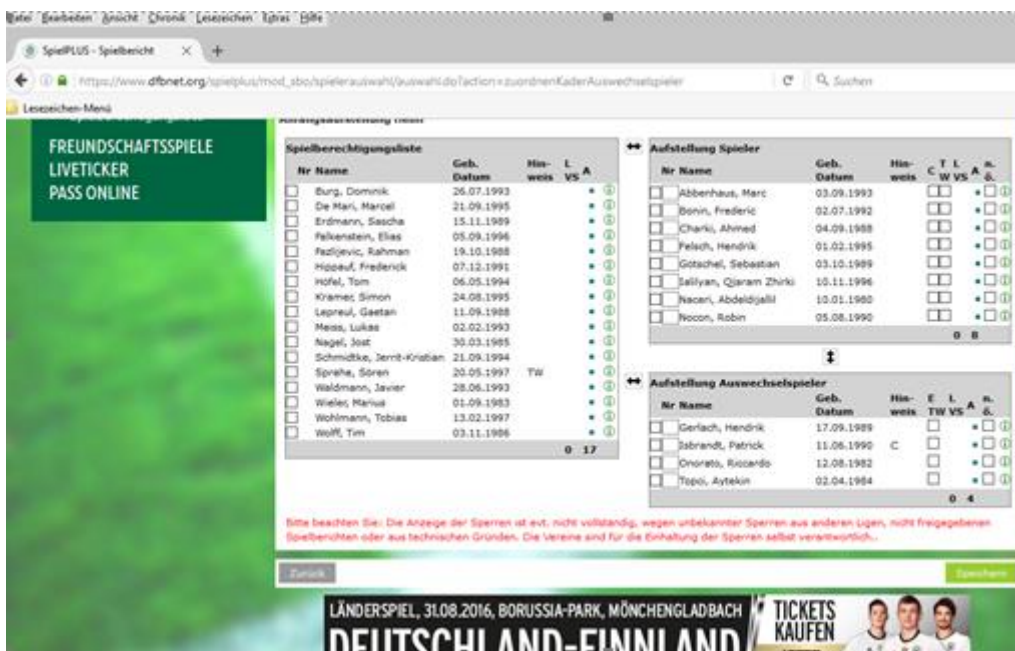 Datei Bearbeiten Ansicht Chronik Lesezeichen Extras Hilfe
SpielPLUS - Spielbericht × +
https://www.dfbnet.org/spielplus/mod_sbo/spielerauswahl/auswahl.do?action=zuordnenKaderAuswechselspieler
Suchen
Lesezeichen-Menü
FREUNDSCHAFTSSPIELE
LIVETICKER
PASS ONLINE
Spielberechtigungsliste
Nr Name Geb. Datum Hin-weis L VS A
Burg, Dominik 26.07.1993
De Mari, Marcel 21.09.1995
Erdmann, Sascha 15.11.1989
Falkenstein, Elias 05.09.1996
Fazlijevic, Rahman 19.10.1988
Hippauf, Frederick 07.12.1991
Hofel, Tom 06.05.1994
Kramer, Simon 24.08.1995
Lepreul, Gaetan 11.09.1988
Meiss, Lukas 02.02.1993
Nagel, Jost 30.03.1985
Schmidtke, Jerrit-Kristian 21.09.1994
Sprehe, Sören 20.05.1997 TW
Waldmann, Javier 28.06.1993
Wieler, Marius 01.09.1983
Wohlmann, Tobias 13.02.1997
Wolff, Tim 03.11.1986
0 17
Aufstellung Spieler
Nr Name Geb. Datum Hin-weis C T W L VS A n. ö.
Abbenhaus, Marc 03.09.1993
Bonin, Frederic 02.07.1992
Charki, Ahmed 04.09.1988
Felsch, Hendrik 01.02.1995
Götschel, Sebastian 03.10.1989
Salilyan, Qjaram Zhirki 10.11.1996
Naceri, Abdeldijallil 10.01.1980
Nocon, Robin 05.08.1990
0 8
Aufstellung Auswechselspieler
Nr Name Geb. Datum Hin-weis E TW L VS A n. ö.
Gerlach, Hendrik 17.09.1989
Isbrandt, Patrick 11.06.1990 C
Onorato, Riccardo 12.08.1982
Topci, Aytekin 02.04.1984
0 4
Bitte beachten Sie: Die Anzeige der Sperren ist evt. nicht vollständig, wegen unbekannter Sperren aus anderen Ligen, nicht freigegebenen
Spielberichten oder aus technischen Gründen. Die Vereine sind für die Einhaltung der Sperren selbst verantwortlich..
Zurück
Speichern
LÄNDERSPIEL, 31.08.2016, BORUSSIA-PARK, MÖNCHENGLADBACH
DEUTSCHLAND-FINNLAND
TICKETS
KAUFEN